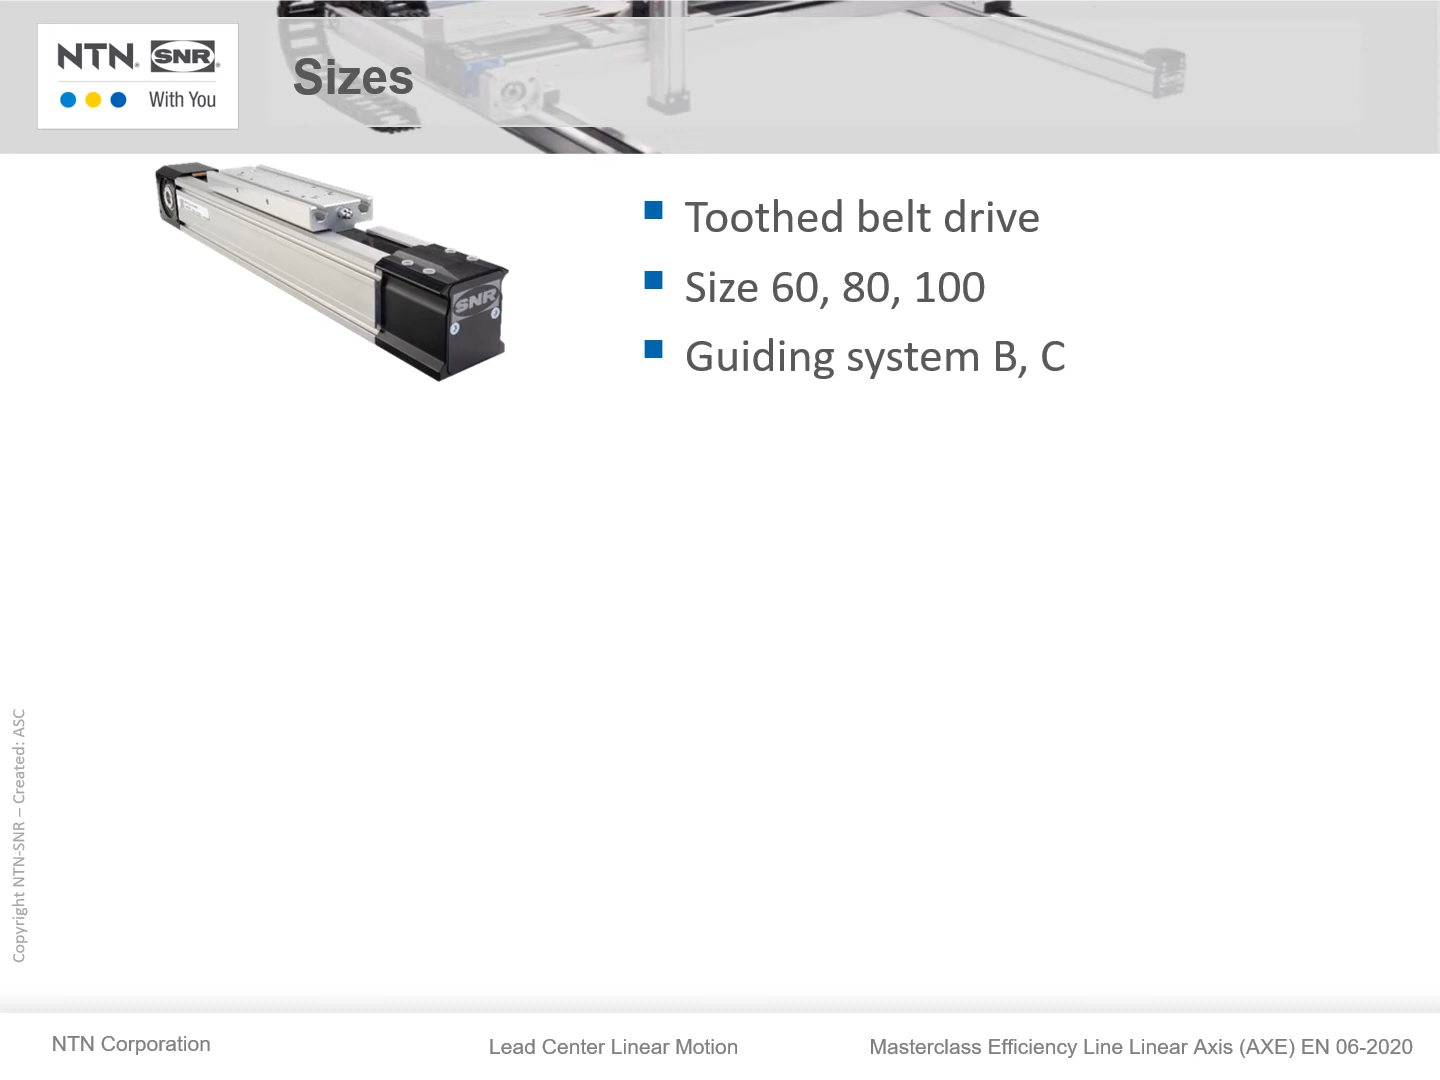 NTN® SNR®
With You
Sizes
Toothed belt drive
Size 60, 80, 100
Guiding system B, C
SNR
Copyright NTN-SNR – Created: ASC
NTN Corporation
Lead Center Linear Motion
Masterclass Efficiency Line Linear Axis (AXE) EN 06-2020